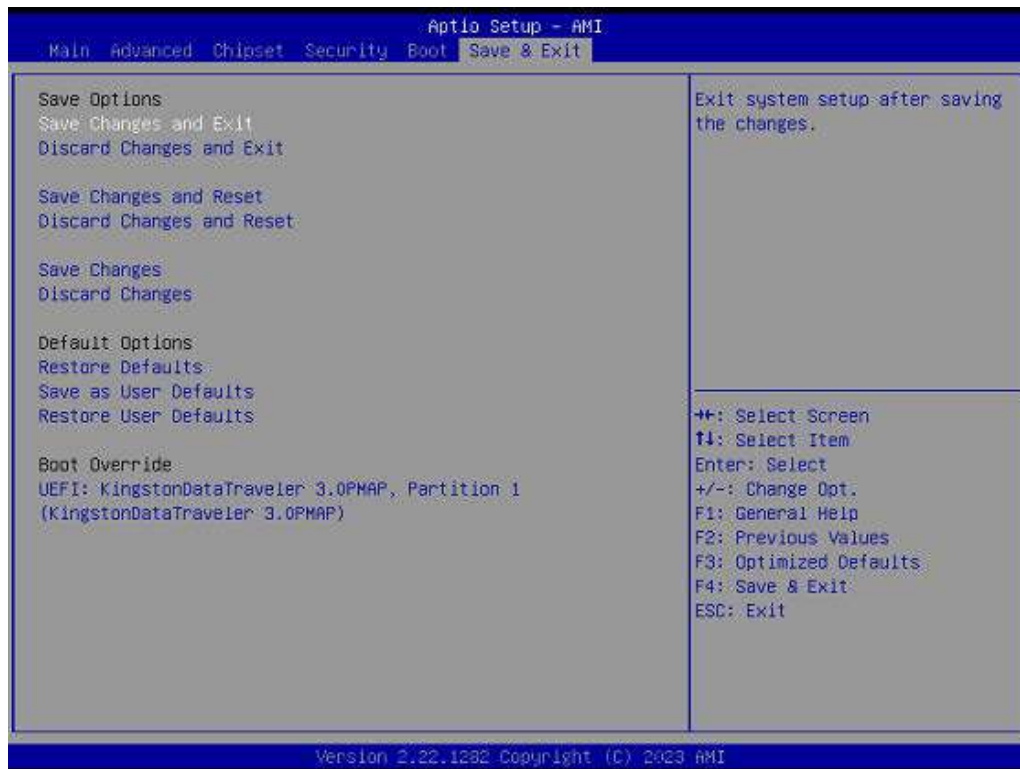 Aptio Setup - AMI
Main Advanced Chipset Security Boot Save & Exit
Save Options
Save Changes and Exit
Discard Changes and Exit
Save Changes and Reset
Discard Changes and Reset
Save Changes
Discard Changes
Default Options
Restore Defaults
Save as User Defaults
Restore User Defaults
Boot Override
UEFI: KingstonDataTraveler 3.0PMAP, Partition 1
(KingstonDataTraveler 3.0PMAP)
Exit system setup after saving
the changes.
→←: Select Screen
↑↓: Select Item
Enter: Select
+/-: Change Opt.
F1: General Help
F2: Previous Values
F3: Optimized Defaults
F4: Save & Exit
ESC: Exit
Version 2.22.1282 Copyright (C) 2023 AMI